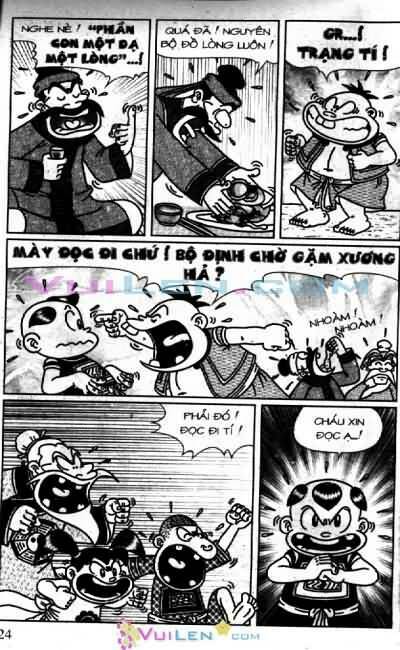 NGHE NÈ! "PHẦN
CON MỘT DẠ
MỘT LÒNG"...!
QUÁ ĐÃ! NGUYÊN
BỘ ĐỒ LÒNG LUÔN!
GR...!
TRẠNG TÍ!
MÀY ĐỌC ĐI CHỨ! BỘ ĐỊNH CHỜ GẶM XƯƠNG
HẢ?
VUILEN.COM
NHOÀM!
NHOÀM!
PHẢI ĐÓ!
ĐỌC ĐI TÍ!
CHÁU XIN
ĐỌC Ạ...!
24
VUILEN.COM